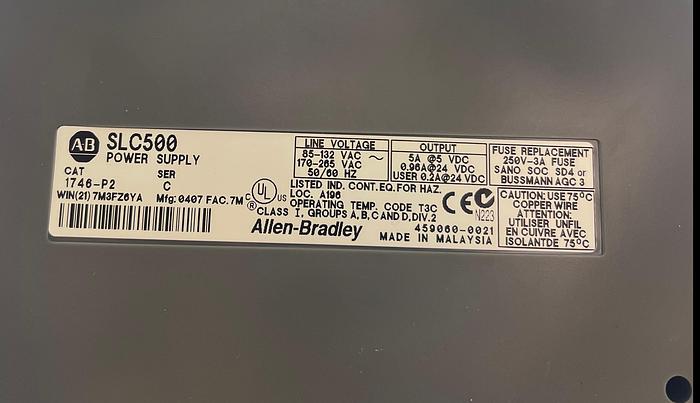 A-B SLC500
POWER SUPPLY
CAT SER
1746-P2 C
WIN(21) 7M3FZ6YA Mfg: 0407 FAC. 7M
LINE VOLTAGE
85-132 VAC ~
170-265 VAC
50/60 HZ
OUTPUT
5A @5 VDC
0.96A@24 VDC
USER 0.2A@24 VDC
FUSE REPLACEMENT
250V-3A FUSE
SANO SOC SD4 or
BUSSMANN AGC 3
C UL US
®
LISTED IND. CONT. EQ. FOR HAZ.
LOC. A196
OPERATING TEMP. CODE T3C
CLASS I, GROUPS A, B, C AND D, DIV.2
CE
N223
Allen-Bradley
459060-0021
MADE IN MALAYSIA
CAUTION: USE 75°C
COPPER WIRE
ATTENTION:
UTILISER UNFIL
EN CUIVRE AVEC
ISOLANTDE 75°C